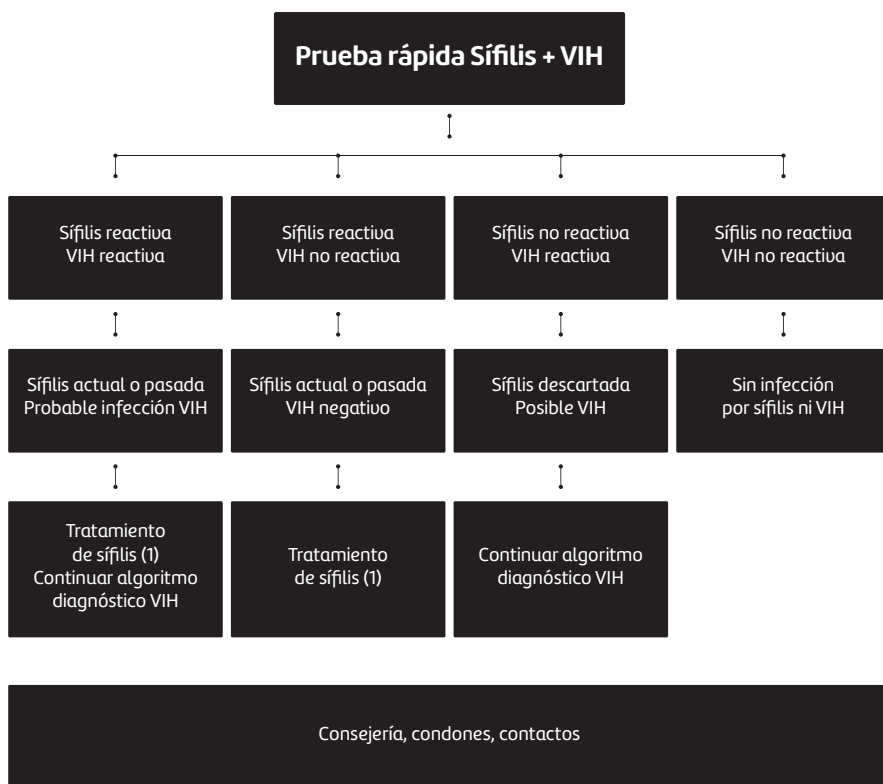 Prueba rápida Sífilis + VIH
Sífilis reactiva
VIH reactiva
Sífilis reactiva
VIH no reactiva
Sífilis no reactiva
VIH reactiva
Sífilis no reactiva
VIH no reactiva
Sífilis actual o pasada
Probable infección VIH
Sífilis actual o pasada
VIH negativo
Sífilis descartada
Posible VIH
Sin infección
por sífilis ni VIH
Tratamiento
de sífilis (1)
Continuar algoritmo
diagnóstico VIH
Tratamiento
de sífilis (1)
Continuar algoritmo
diagnóstico VIH
Consejería, condones, contactos